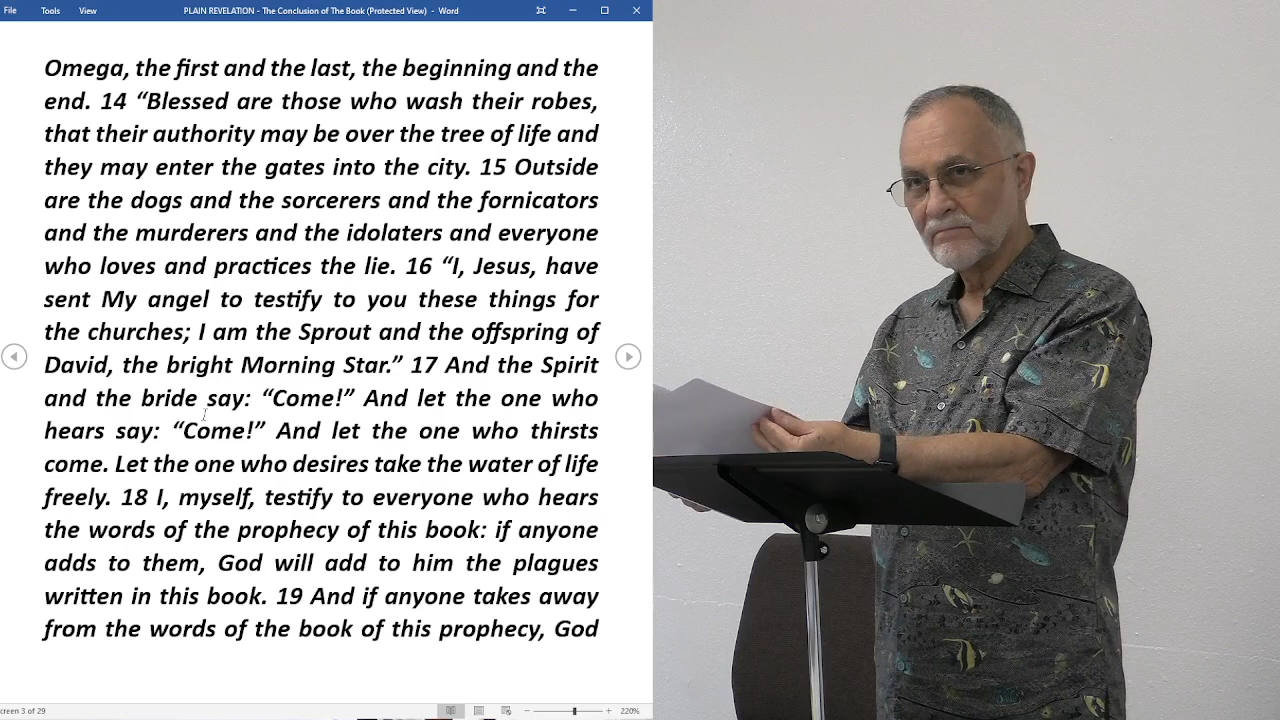 File Tools View PLAIN REVELATION - The Conclusion of The Book (Protected View) - Word
Omega, the first and the last, the beginning and the
end. 14 “Blessed are those who wash their robes,
that their authority may be over the tree of life and
they may enter the gates into the city. 15 Outside
are the dogs and the sorcerers and the fornicators
and the murderers and the idolaters and everyone
who loves and practices the lie. 16 “I, Jesus, have
sent My angel to testify to you these things for
the churches; I am the Sprout and the offspring of
David, the bright Morning Star.” 17 And the Spirit
and the bride say: “Come!” And let the one who
hears say: “Come!” And let the one who thirsts
come. Let the one who desires take the water of life
freely. 18 I, myself, testify to everyone who hears
the words of the prophecy of this book: if anyone
adds to them, God will add to him the plagues
written in this book. 19 And if anyone takes away
from the words of the book of this prophecy, God
creen 3 of 29 220%